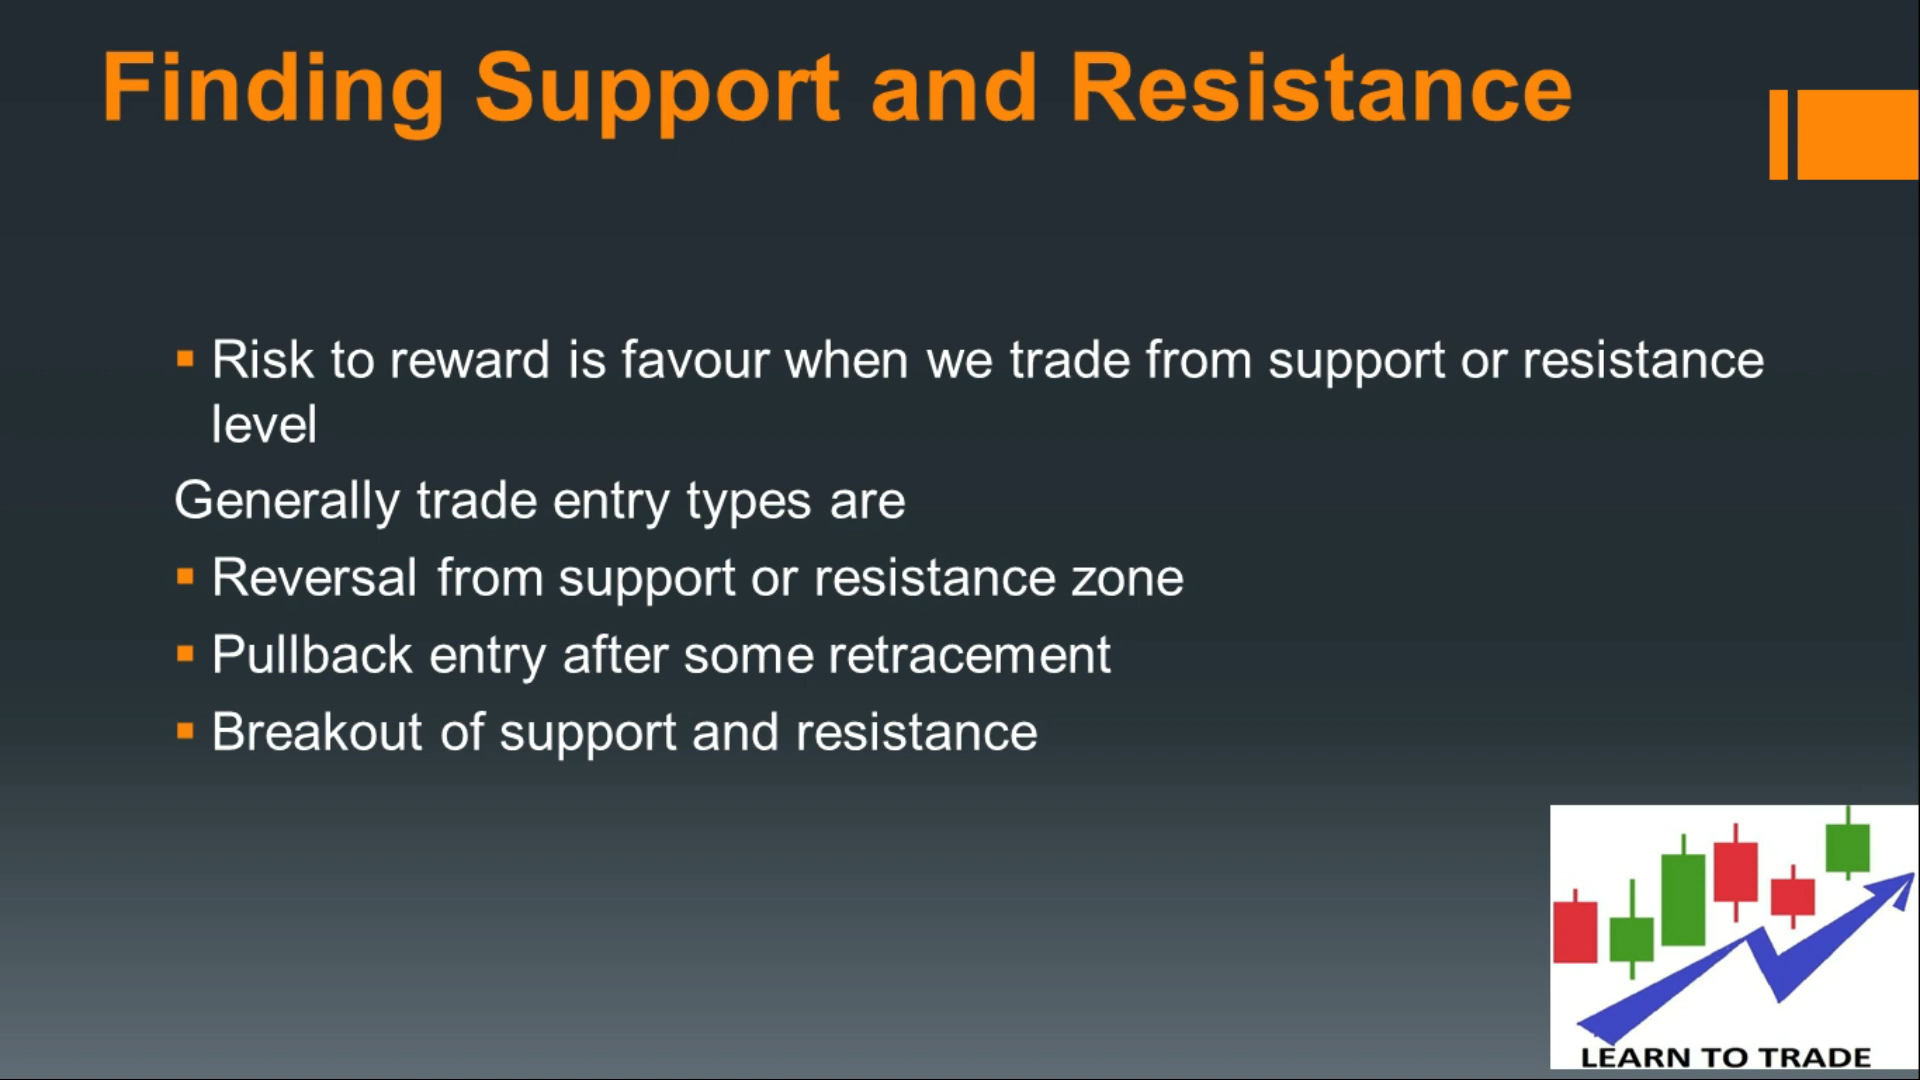 Finding Support and Resistance
Risk to reward is favour when we trade from support or resistance
level
Generally trade entry types are
Reversal from support or resistance zone
Pullback entry after some retracement
Breakout of support and resistance
LEARN TO TRADE